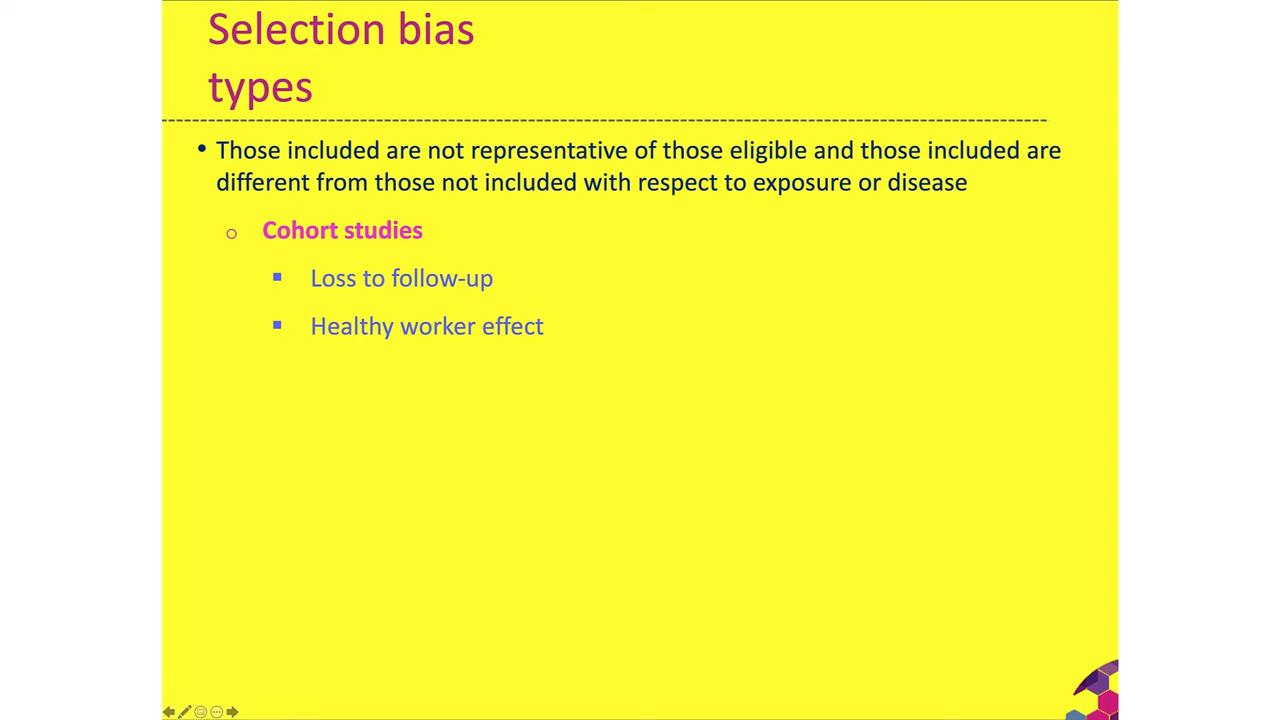 Selection bias
types
• Those included are not representative of those eligible and those included are
different from those not included with respect to exposure or disease
o Cohort studies
▪ Loss to follow-up
▪ Healthy worker effect